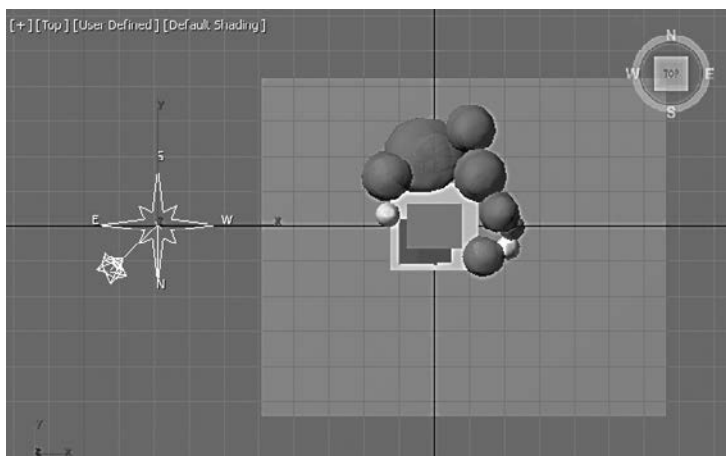 [+] [Top] [User Defined] [Default Shading]
N
W TOP E
S
y
S
E W x
N
y
z x